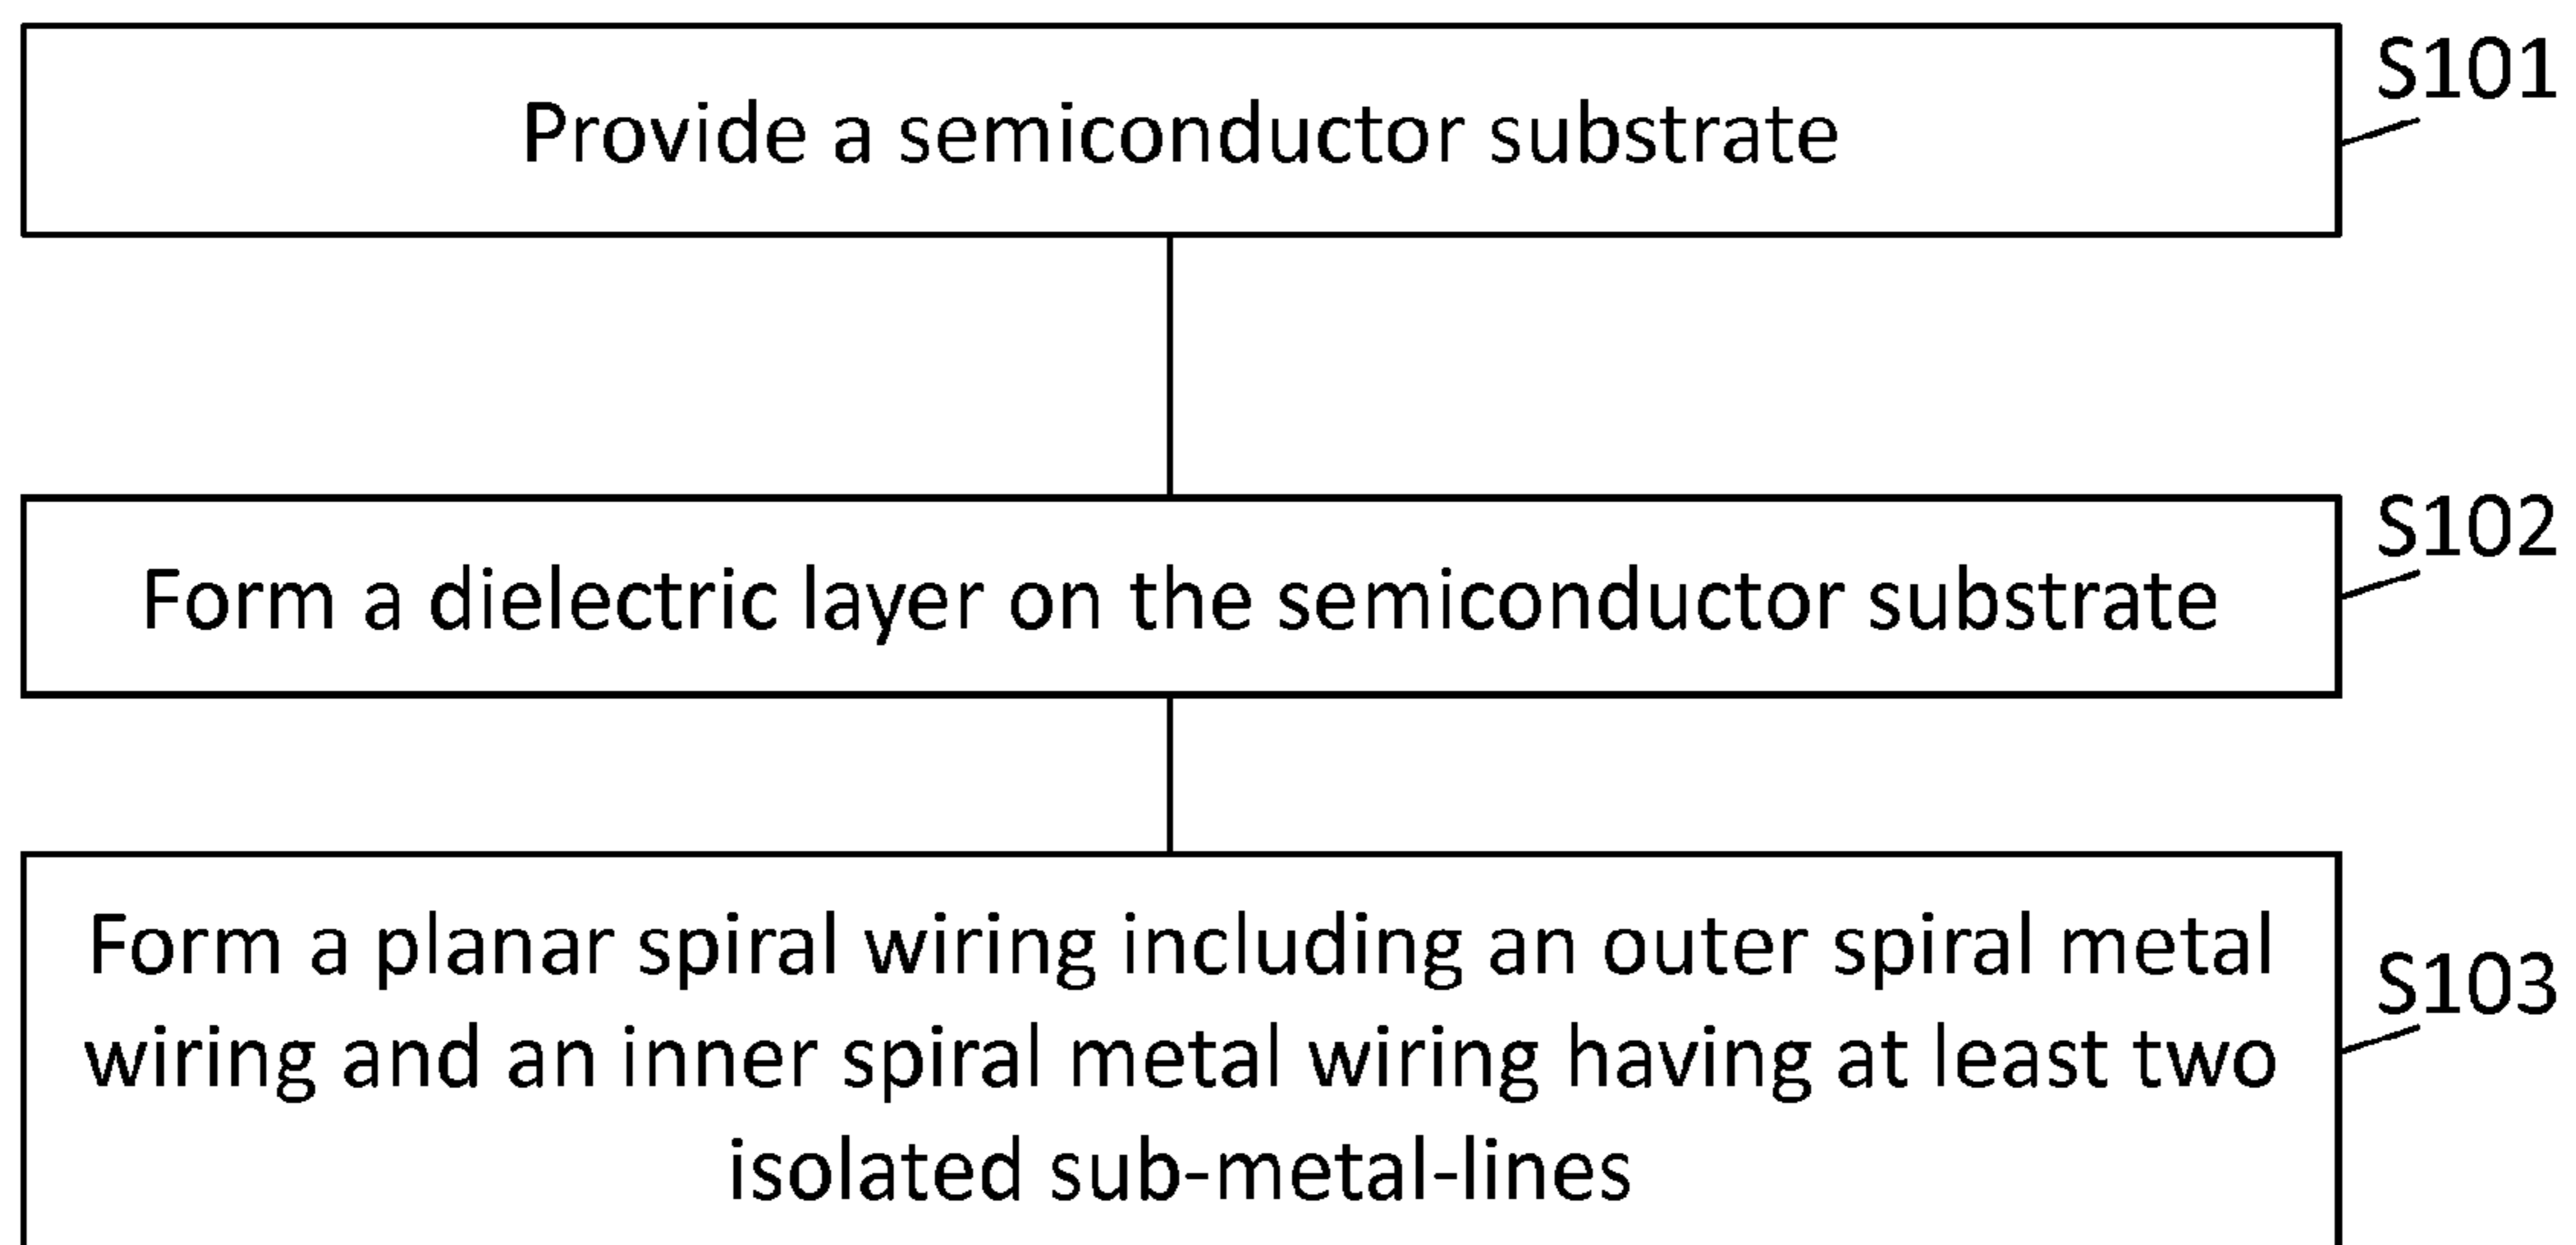 S101
Provide a semiconductor substrate
S102
Form a dielectric layer on the semiconductor substrate
Form a planar spiral wiring including an outer spiral metal
S103
wiring and an inner spiral metal wiring having at least two
isolated sub-metal-lines